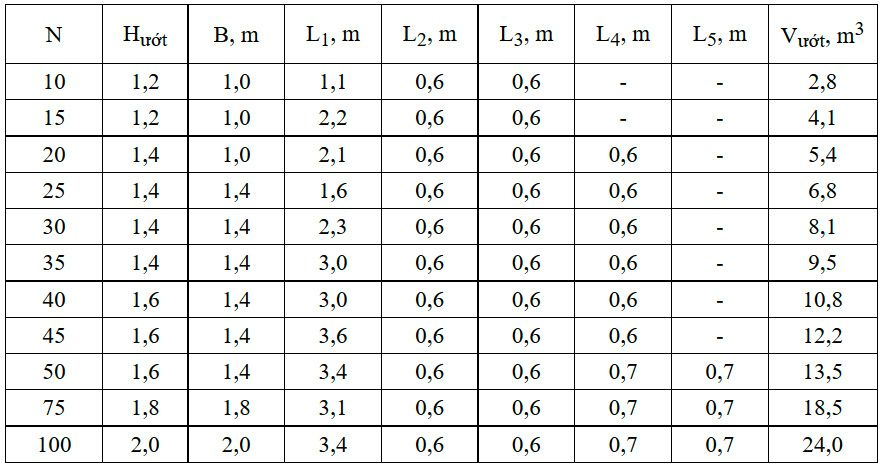 N Hướt B, m L1, m L2, m L3, m L4, m L5, m Vướt, m3
10 1,2 1,0 1,1 0,6 0,6 - - 2,8
15 1,2 1,0 2,2 0,6 0,6 - - 4,1
20 1,4 1,0 2,1 0,6 0,6 0,6 - 5,4
25 1,4 1,4 1,6 0,6 0,6 0,6 - 6,8
30 1,4 1,4 2,3 0,6 0,6 0,6 - 8,1
35 1,4 1,4 3,0 0,6 0,6 0,6 - 9,5
40 1,6 1,4 3,0 0,6 0,6 0,6 - 10,8
45 1,6 1,4 3,6 0,6 0,6 0,6 - 12,2
50 1,6 1,4 3,4 0,6 0,6 0,7 0,7 13,5
75 1,8 1,8 3,1 0,6 0,6 0,7 0,7 18,5
100 2,0 2,0 3,4 0,6 0,6 0,7 0,7 24,0